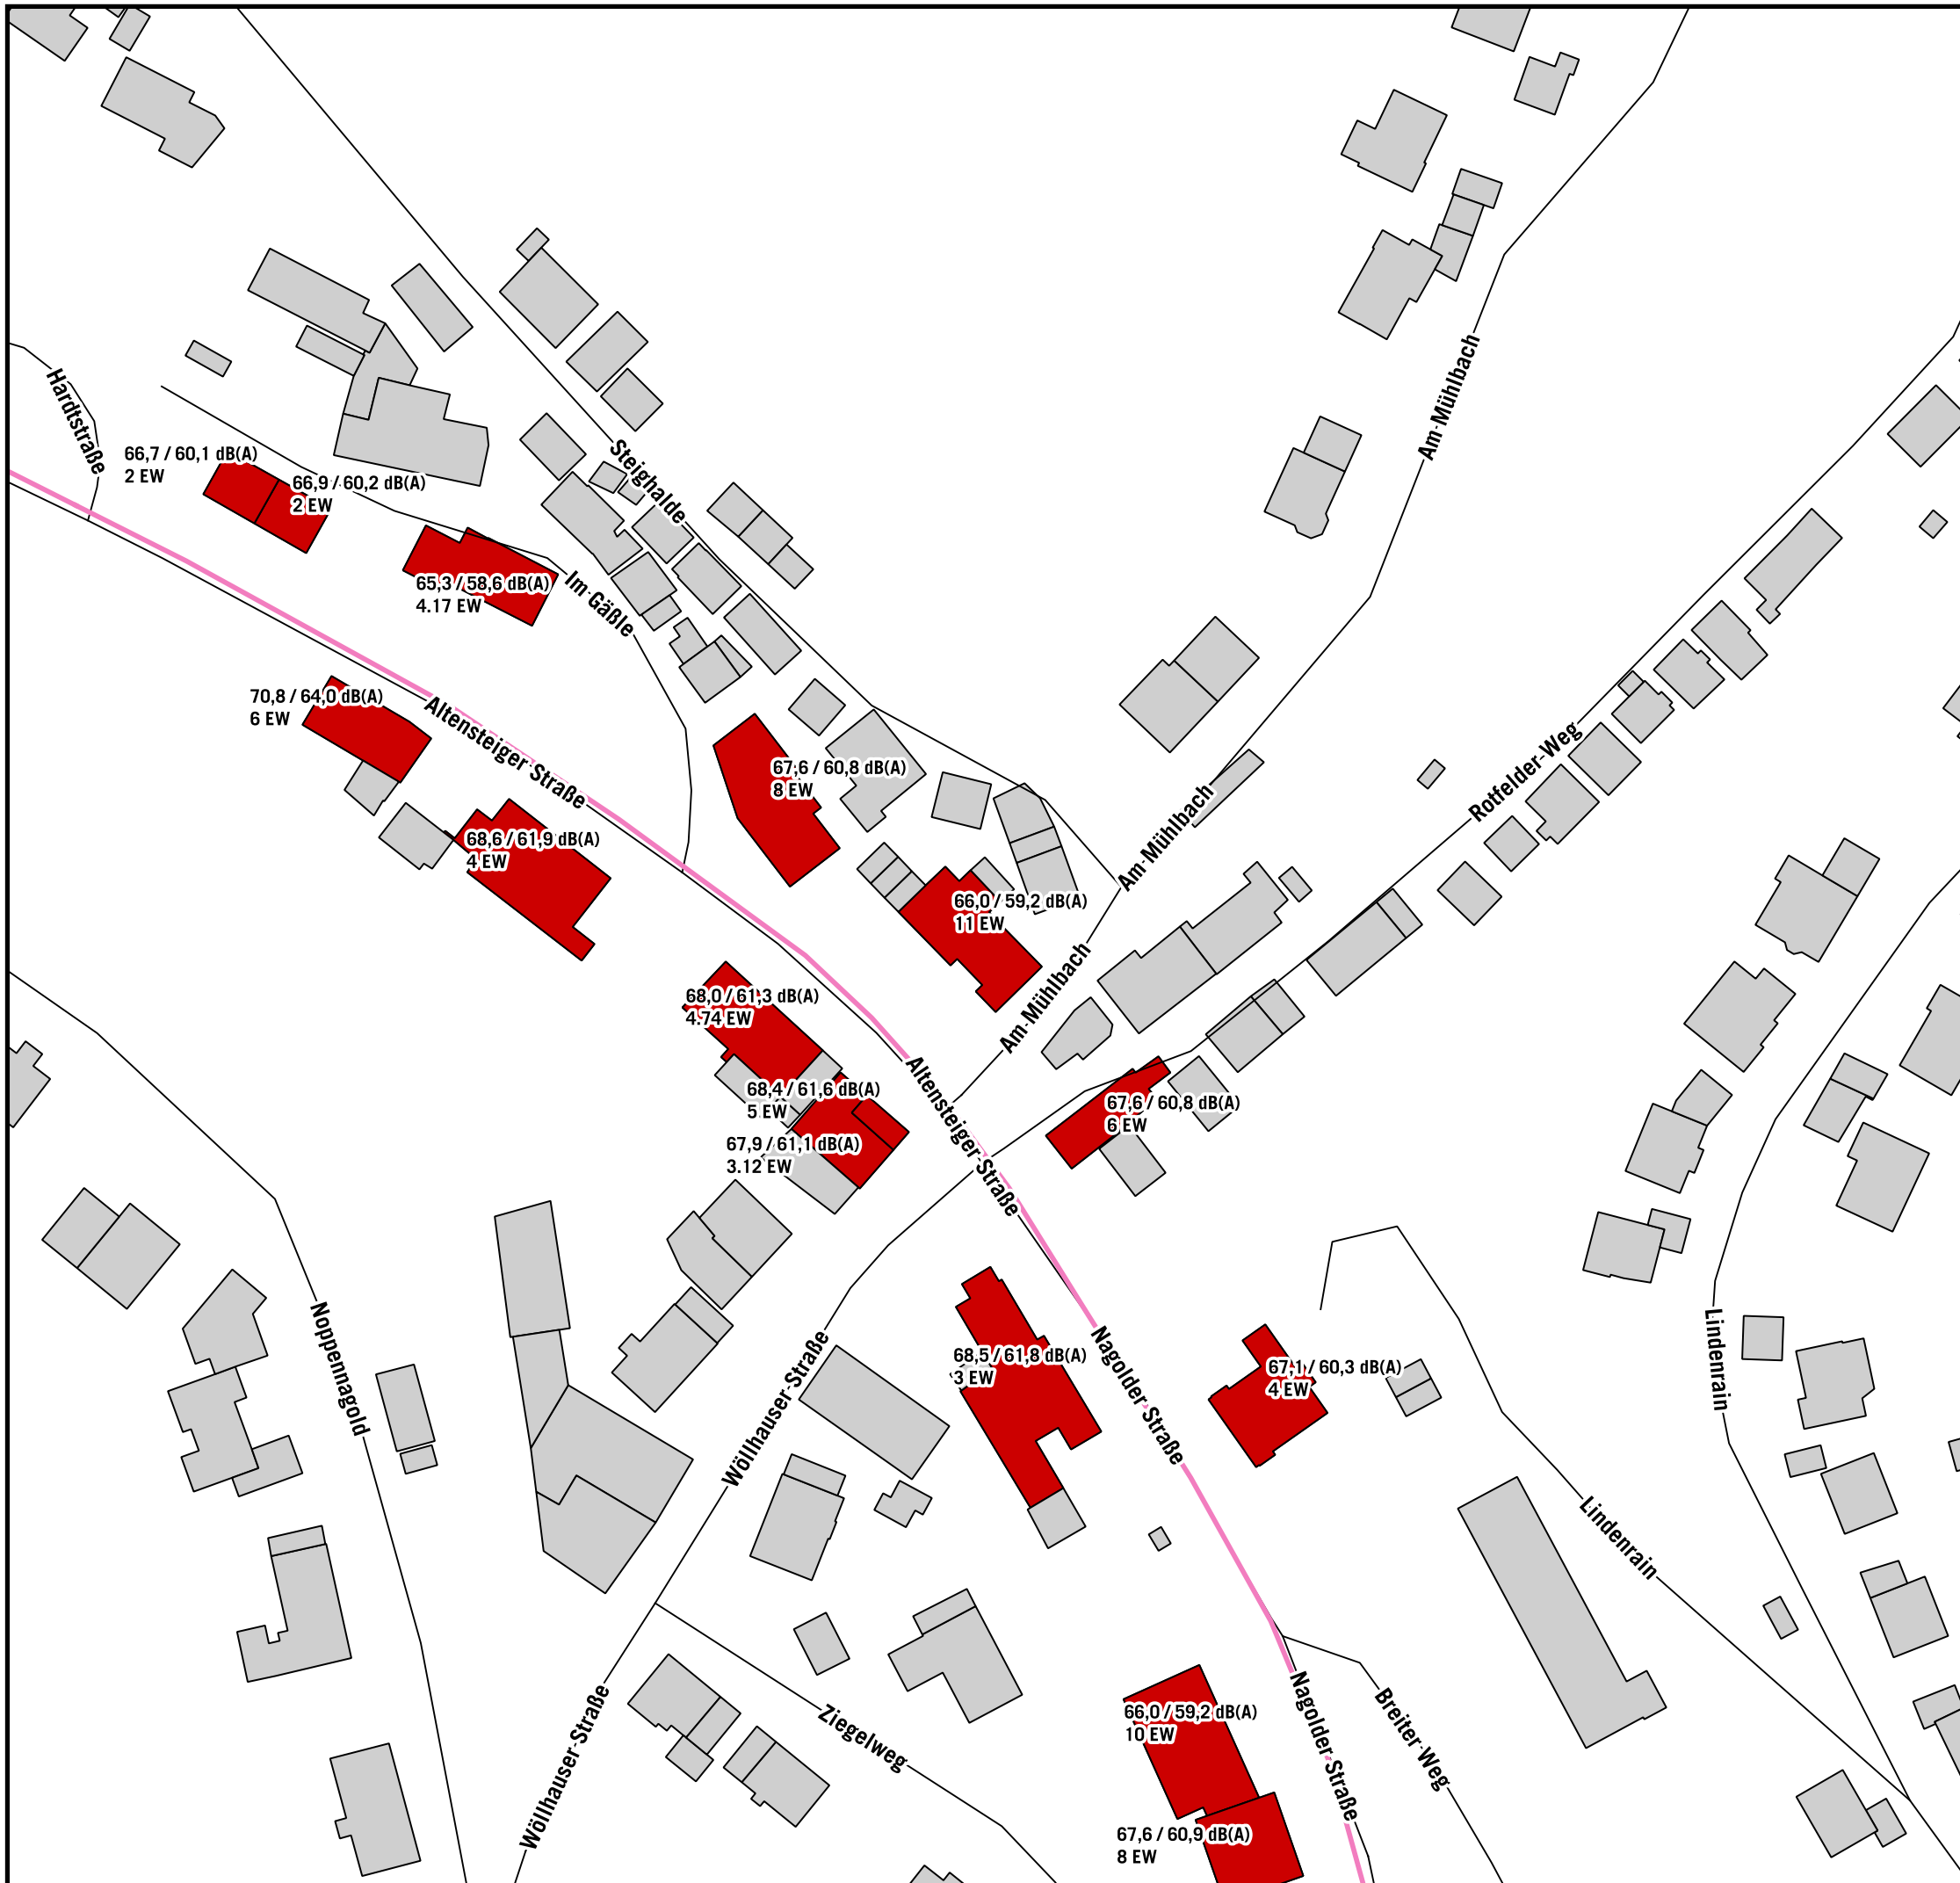 Am Mühlbach
Hardtstraße
Steighalde
66,7 / 60,1 dB(A)
2 EW
66,9 / 60,2 dB(A)
2 EW
65,3 / 58,6 dB(A)
4.17 EW
Im Gäßle
70,8 / 64,0 dB(A)
6 EW
Altensteiger Straße
67,6 / 60,8 dB(A)
8 EW
Rotfelder Weg
Am Mühlbach
68,6 / 61,9 dB(A)
4 EW
66,0 / 59,2 dB(A)
11 EW
Am Mühlbach
68,0 / 61,3 dB(A)
4.74 EW
68,4 / 61,6 dB(A)
5 EW
67,6 / 60,8 dB(A)
6 EW
Altensteiger Straße
67,9 / 61,1 dB(A)
3.12 EW
Noppennagold
Wöllhauser Straße
68,5 / 61,8 dB(A)
3 EW
Nagolder Straße
67,1 / 60,3 dB(A)
4 EW
Lindenrain
Lindenrain
Wöllhauser Straße
Ziegelweg
66,0 / 59,2 dB(A)
10 EW
Nagolder Straße
Breiter Weg
67,6 / 60,9 dB(A)
8 EW